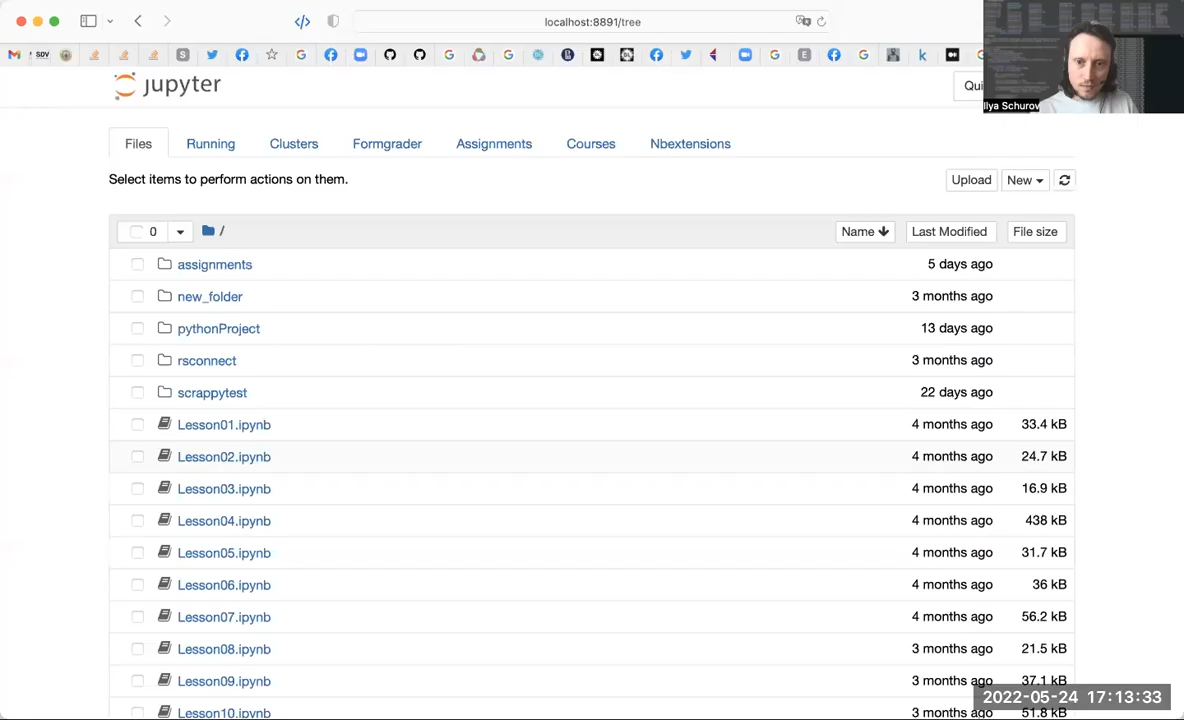 localhost:8891/tree
SDV
jupyter
Qui
Ilya Schurov
Files Running Clusters Formgrader Assignments Courses Nbextensions
Select items to perform actions on them.
Upload New
0 / Name Last Modified File size
assignments 5 days ago
new_folder 3 months ago
pythonProject 13 days ago
rsconnect 3 months ago
scrappytest 22 days ago
Lesson01.ipynb 4 months ago 33.4 kB
Lesson02.ipynb 4 months ago 24.7 kB
Lesson03.ipynb 4 months ago 16.9 kB
Lesson04.ipynb 4 months ago 438 kB
Lesson05.ipynb 4 months ago 31.7 kB
Lesson06.ipynb 4 months ago 36 kB
Lesson07.ipynb 4 months ago 56.2 kB
Lesson08.ipynb 3 months ago 21.5 kB
Lesson09.ipynb 3 months ago 37.1 kB
2022-05-24 17:13:33
Lesson10.ipynb 3 months ago 51.8 kB